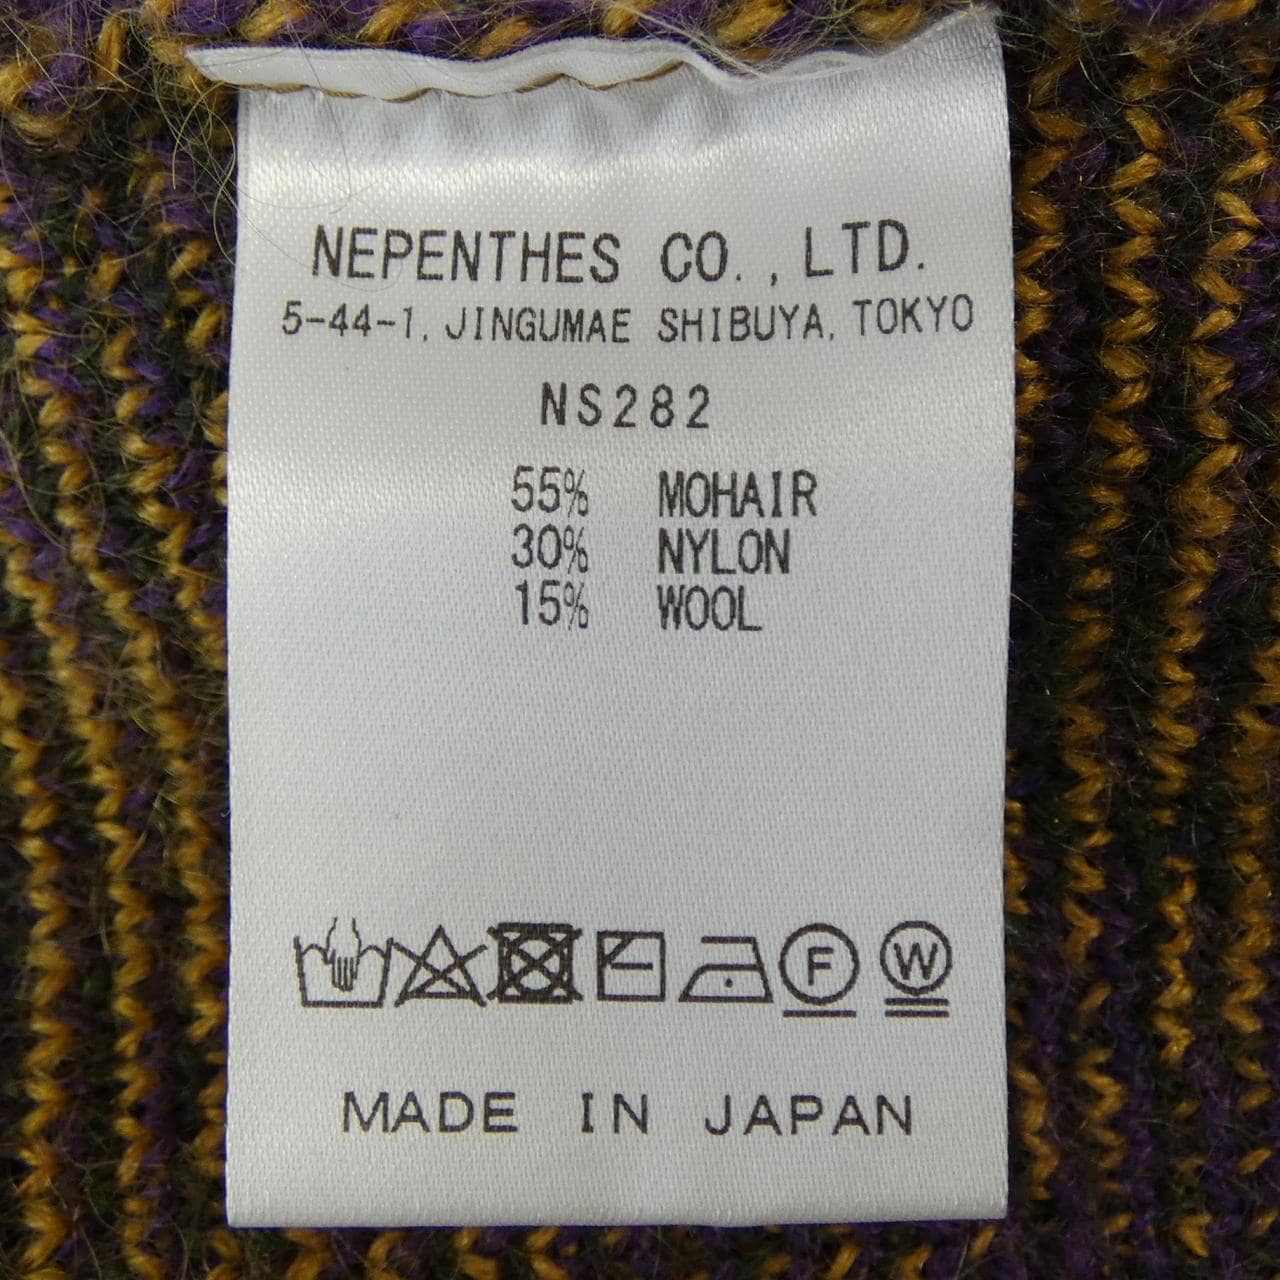 NEPENTHES CO., LTD.
5-44-1, JINGUMAE SHIBUYA, TOKYO
NS282
55% MOHAIR
30% NYLON
15% WOOL
F W
MADE IN JAPAN